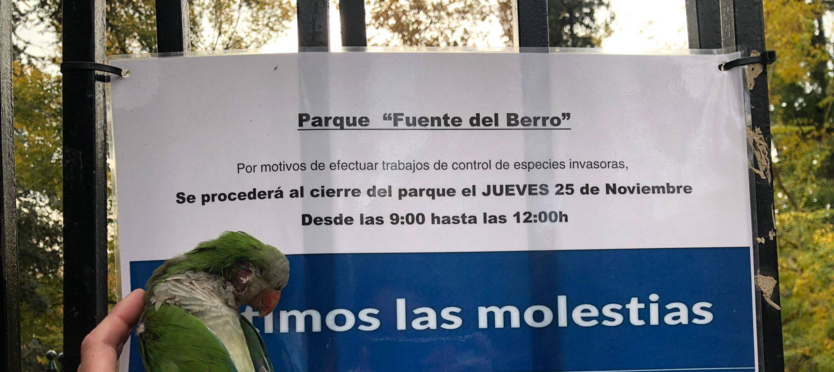 Parque “Fuente del Berro”
Por motivos de efectuar trabajos de control de especies invasoras,
Se procederá al cierre del parque el JUEVES 25 de Noviembre
Desde las 9:00 hasta las 12:00h
timos las molestias